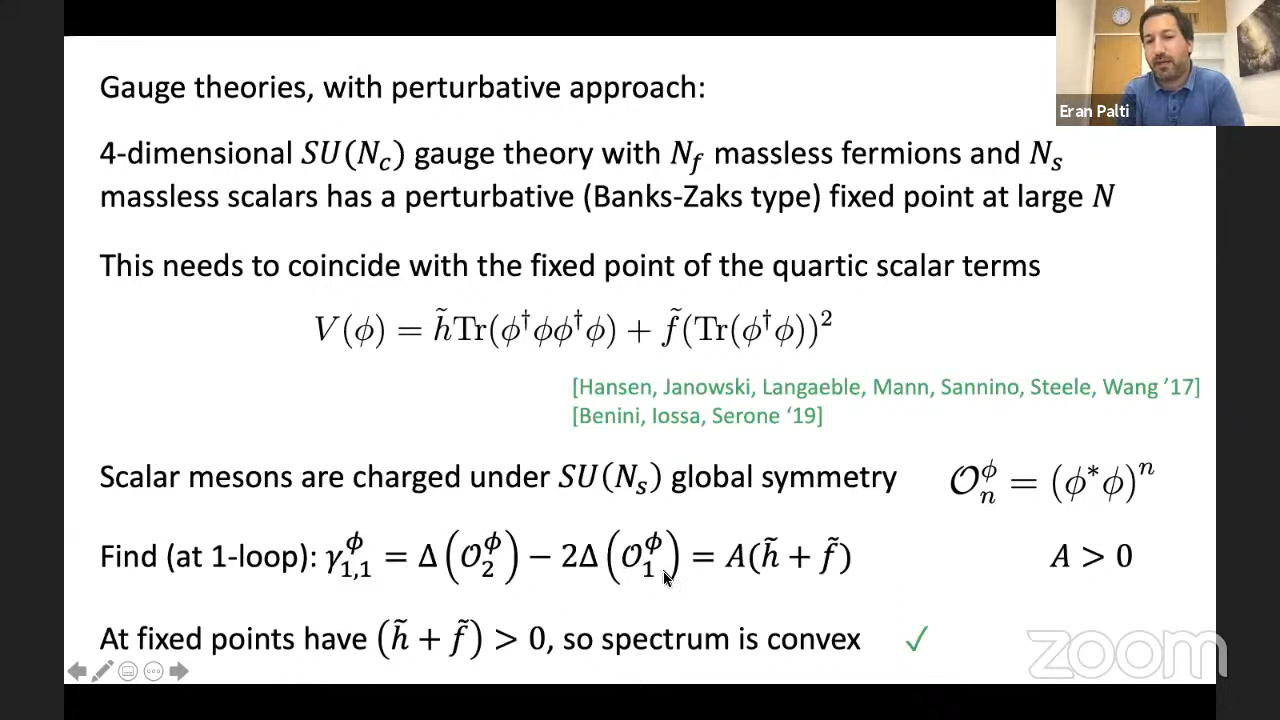 Gauge theories, with perturbative approach:
4-dimensional SU(N_c) gauge theory with N_f massless fermions and N_s
massless scalars has a perturbative (Banks-Zaks type) fixed point at large N
This needs to coincide with the fixed point of the quartic scalar terms
V(φ) = h̃Tr(φ†φφ†φ) + f̃(Tr(φ†φ))²
[Hansen, Janowski, Langaeble, Mann, Sannino, Steele, Wang ’17]
[Benini, Iossa, Serone ‘19]
Scalar mesons are charged under SU(N_s) global symmetry 𝒪_n^ϕ = (ϕ*ϕ)^n
Find (at 1-loop): γ_{1,1}^ϕ = Δ(𝒪_2^ϕ) − 2Δ(𝒪_1^ϕ) = A(h̃ + f̃) A > 0
At fixed points have (h̃ + f̃) > 0, so spectrum is convex ✓
Eran Palti
zoom